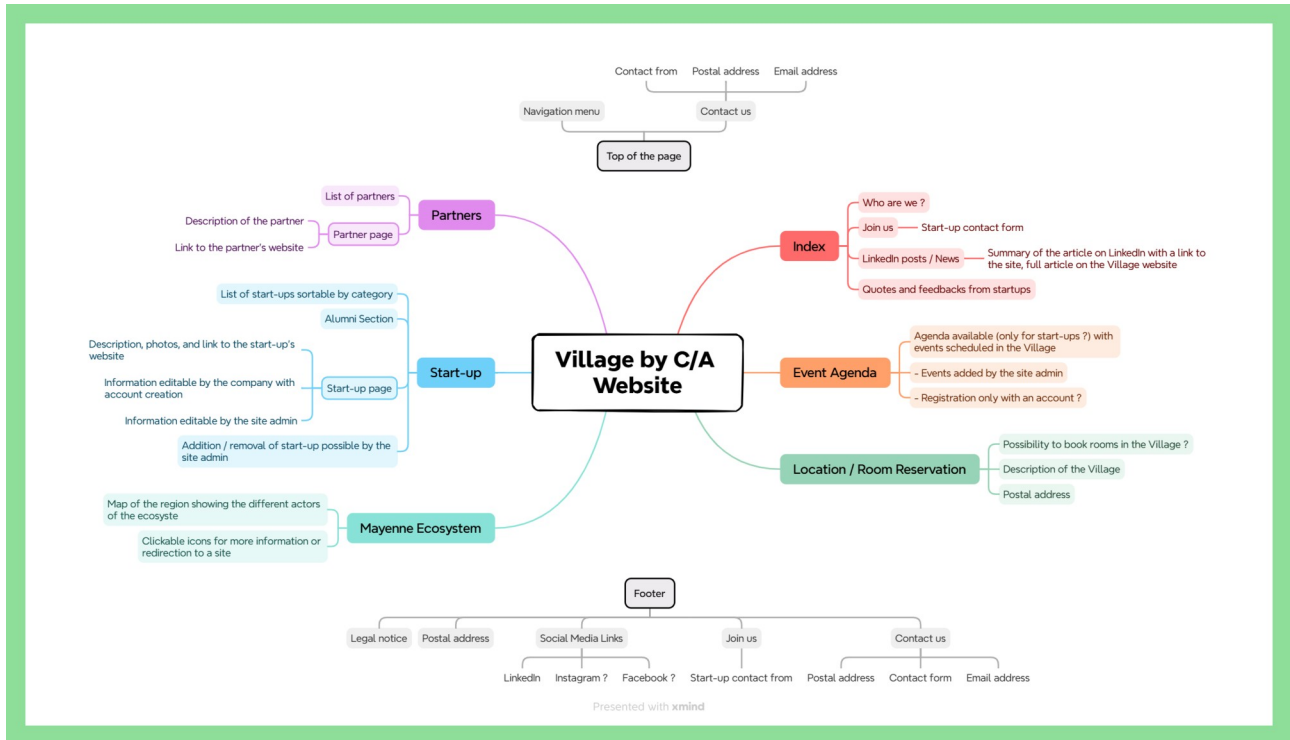 Contact from
Postal address
Email address
Navigation menu
Contact us
Top of the page
List of partners
Partners
Description of the partner
Partner page
Link to the partner's website
Who are we ?
Join us
Start-up contact form
Index
LinkedIn posts / News
Summary of the article on LinkedIn with a link to
the site, full article on the Village website
Quotes and feedbacks from startups
List of start-ups sortable by category
Alumni Section
Description, photos, and link to the start-up's
website
Start-up
Information editable by the company with
account creation
Start-up page
Information editable by the site admin
Addition / removal of start-up possible by the
site admin
Village by C/A
Website
Agenda available (only for start-ups ?) with
events scheduled in the Village
Event Agenda
- Events added by the site admin
- Registration only with an account ?
Possibility to book rooms in the Village ?
Location / Room Reservation
Description of the Village
Postal address
Map of the region showing the different actors
of the ecosyste
Mayenne Ecosystem
Clickable icons for more information or
redirection to a site
Footer
Legal notice
Postal address
Social Media Links
Join us
Contact us
LinkedIn
Instagram ?
Facebook ?
Start-up contact from
Postal address
Contact form
Email address
Presented with xmind